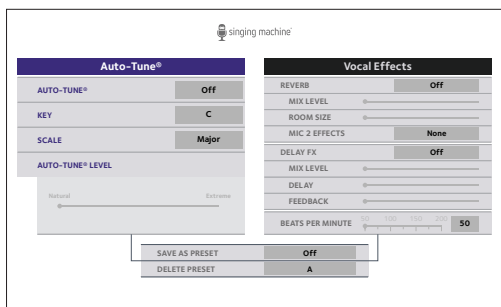 singing machine®
Auto-Tune®
AUTO-TUNE® Off
KEY C
SCALE Major
AUTO-TUNE® LEVEL
Natural Extreme
Vocal Effects
REVERB Off
MIX LEVEL
ROOM SIZE
MIC 2 EFFECTS None
DELAY FX Off
MIX LEVEL
DELAY
FEEDBACK
50 100 150 200
BEATS PER MINUTE 50
SAVE AS PRESET Off
DELETE PRESET A